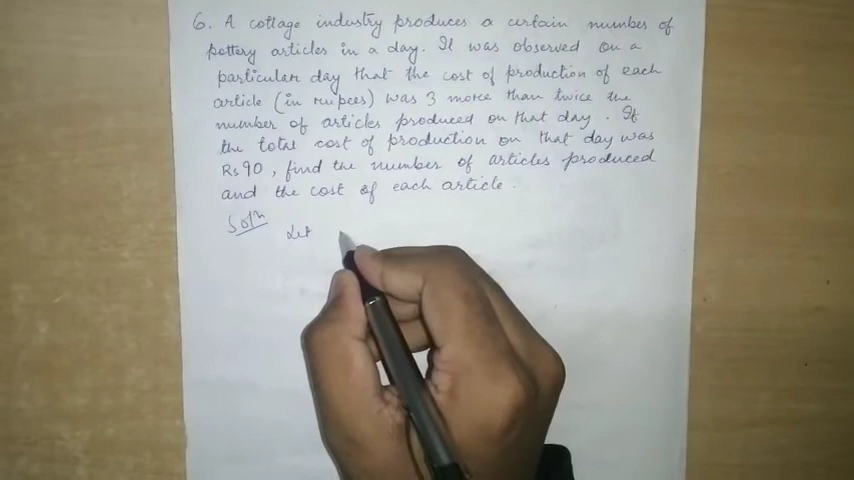 6. A cottage industry produces a certain number of
pottery articles in a day. It was observed on a
particular day that the cost of production of each
article (in rupees) was 3 more than twice the
number of articles produced on that day. If
the total cost of production on that day was
Rs 90, find the number of articles produced
and the cost of each article.
Solⁿ
Let